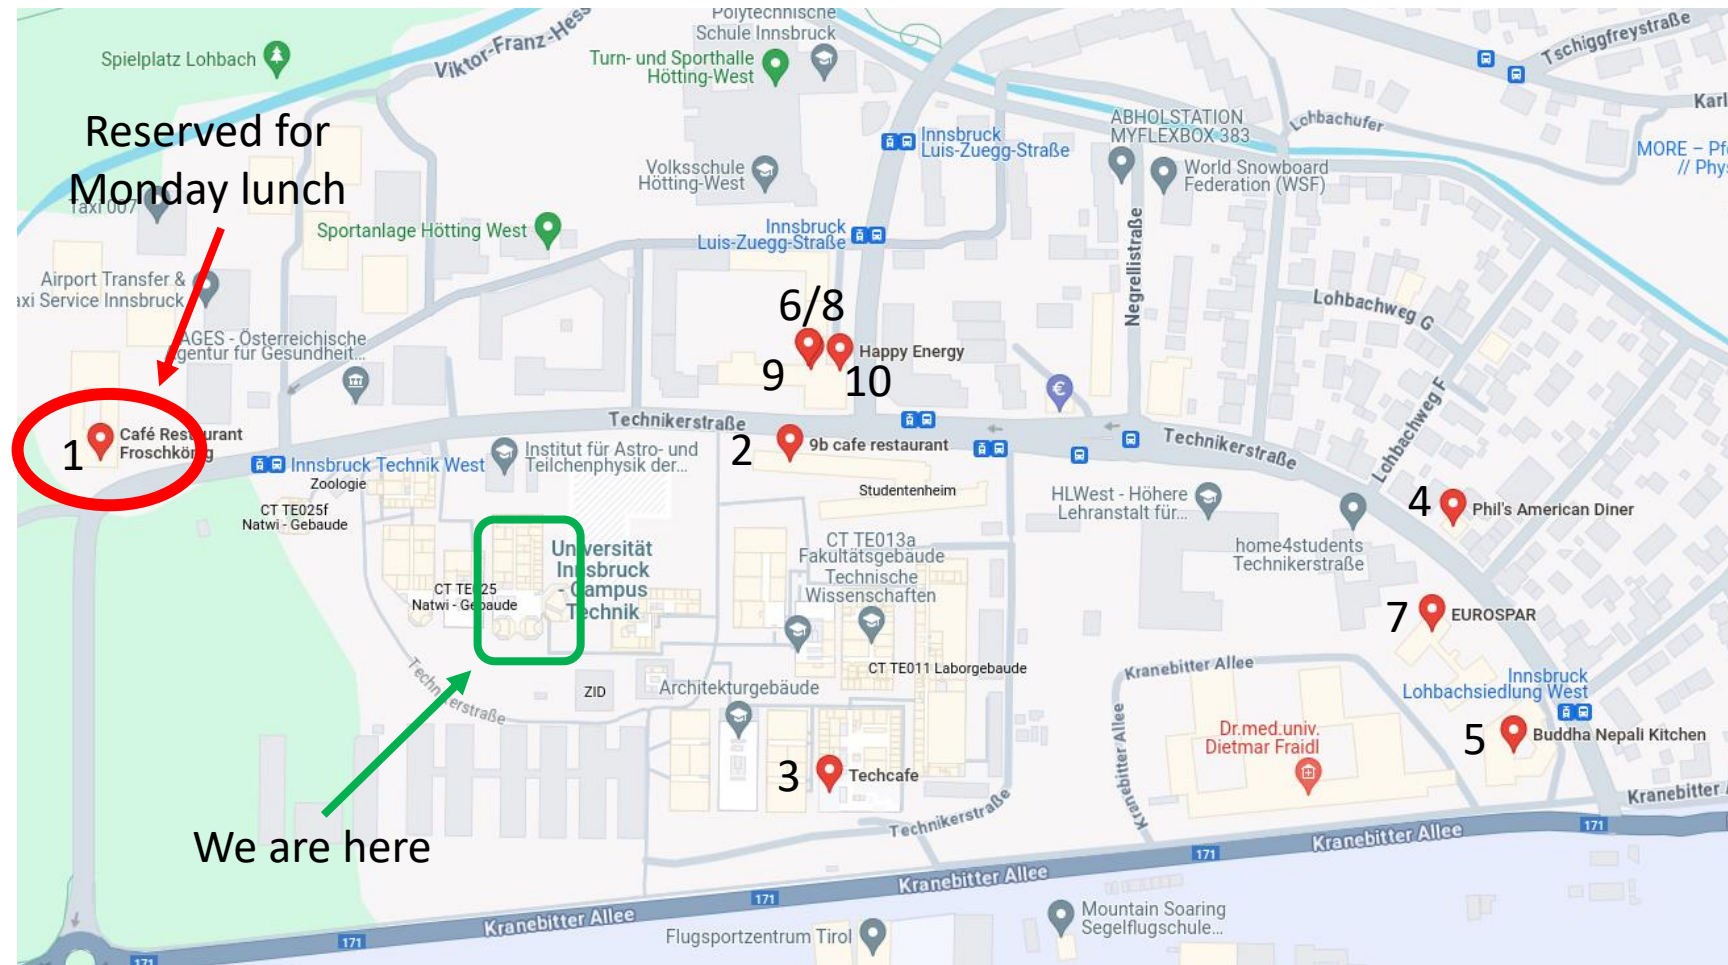 Polytechnische
Schule Innsbruck
Viktor-Franz-Hess
Spielplatz Lohbach
Turn- und Sporthalle
Hötting-West
Tschiggfreystraße
Karl
Reserved for
Monday lunch
Taxi 007
ABHOLSTATION
MYFLEXBOX 383
Lohbachufer
Innsbruck
Luis-Zuegg-Straße
MORE – Pf
// Phys
Volksschule
Hötting-West
World Snowboard
Federation (WSF)
Sportanlage Hötting West
Innsbruck
Luis-Zuegg-Straße
Negrellistraße
Airport Transfer &
axi Service Innsbruck
Lohbachweg G
6/8
AGES - Österreichische
Agentur für Gesundheit...
9
10
Happy Energy
€
Lohbachweg F
Technikerstraße
1
Café Restaurant
Froschkönig
2
9b cafe restaurant
Technikerstraße
Innsbruck Technik West
Institut für Astro- und
Teilchenphysik der...
Zoologie
Studentenheim
HLWest - Höhere
Lehranstalt für...
4
Phil's American Diner
CT TE025f
Natwi - Gebaude
Universität
Innsbruck
- Campus
Technik
CT TE013a
Fakultätsgebäude
Technische
Wissenschaften
home4students
Technikerstraße
CT TE025
Natwi - Gebaude
7
EUROSPAR
CT TE011 Laborgebaude
Kranebitter Allee
Innsbruck
Lohbachsiedlung West
ZID
Architekturgebäude
Technikerstraße
Kranebitter Allee
Kranebitter Allee
Dr.med.univ.
Dietmar Fraidl
5
Buddha Nepali Kitchen
3
Techcafe
Kranebitter
Technikerstraße
We are here
171
Kranebitter Allee
171
Kranebitter Allee
171
Kranebitter Allee
171
171
Mountain Soaring
Segelflugschule...
Flugsportzentrum Tirol